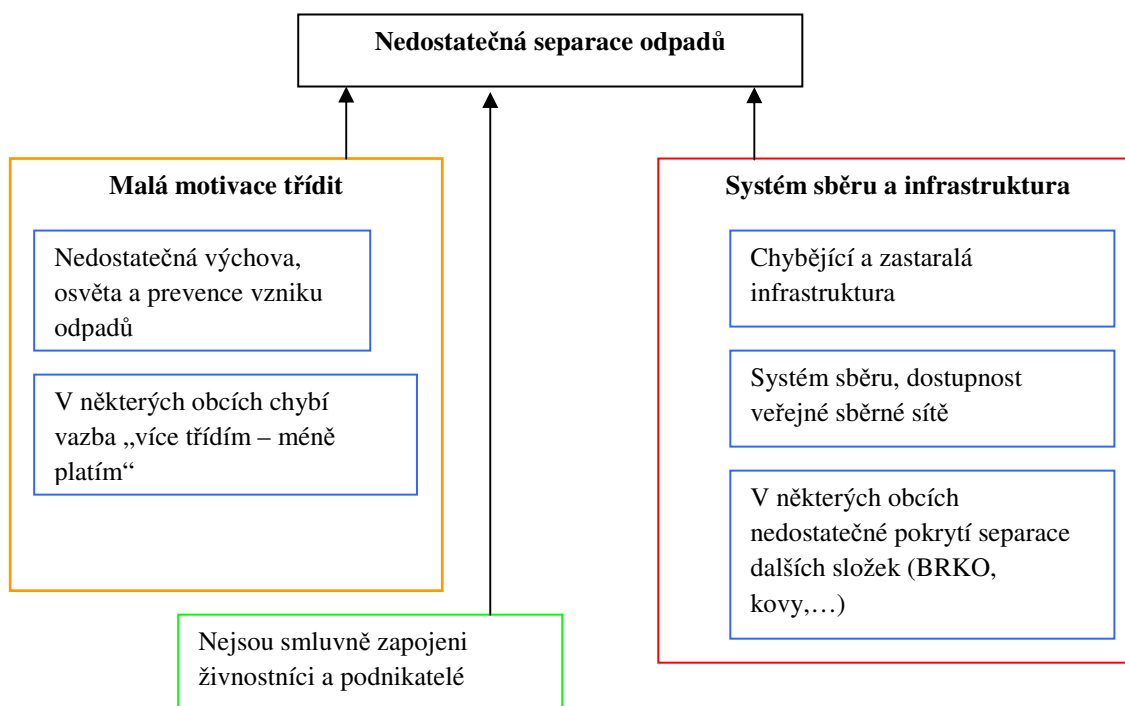 Nedostatečná separace odpadů
Malá motivace třídit
Nedostatečná výchova,
osvěta a prevence vzniku
odpadů
V některých obcích chybí
vazba „více třídím – méně
platím“
Systém sběru a infrastruktura
Chybějící a zastaralá
infrastruktura
Systém sběru, dostupnost
veřejné sběrné sítě
V některých obcích
nedostatečné pokrytí separace
dalších složek (BRKO,
kovy,…)
Nejsou smluvně zapojeni
živnostníci a podnikatelé